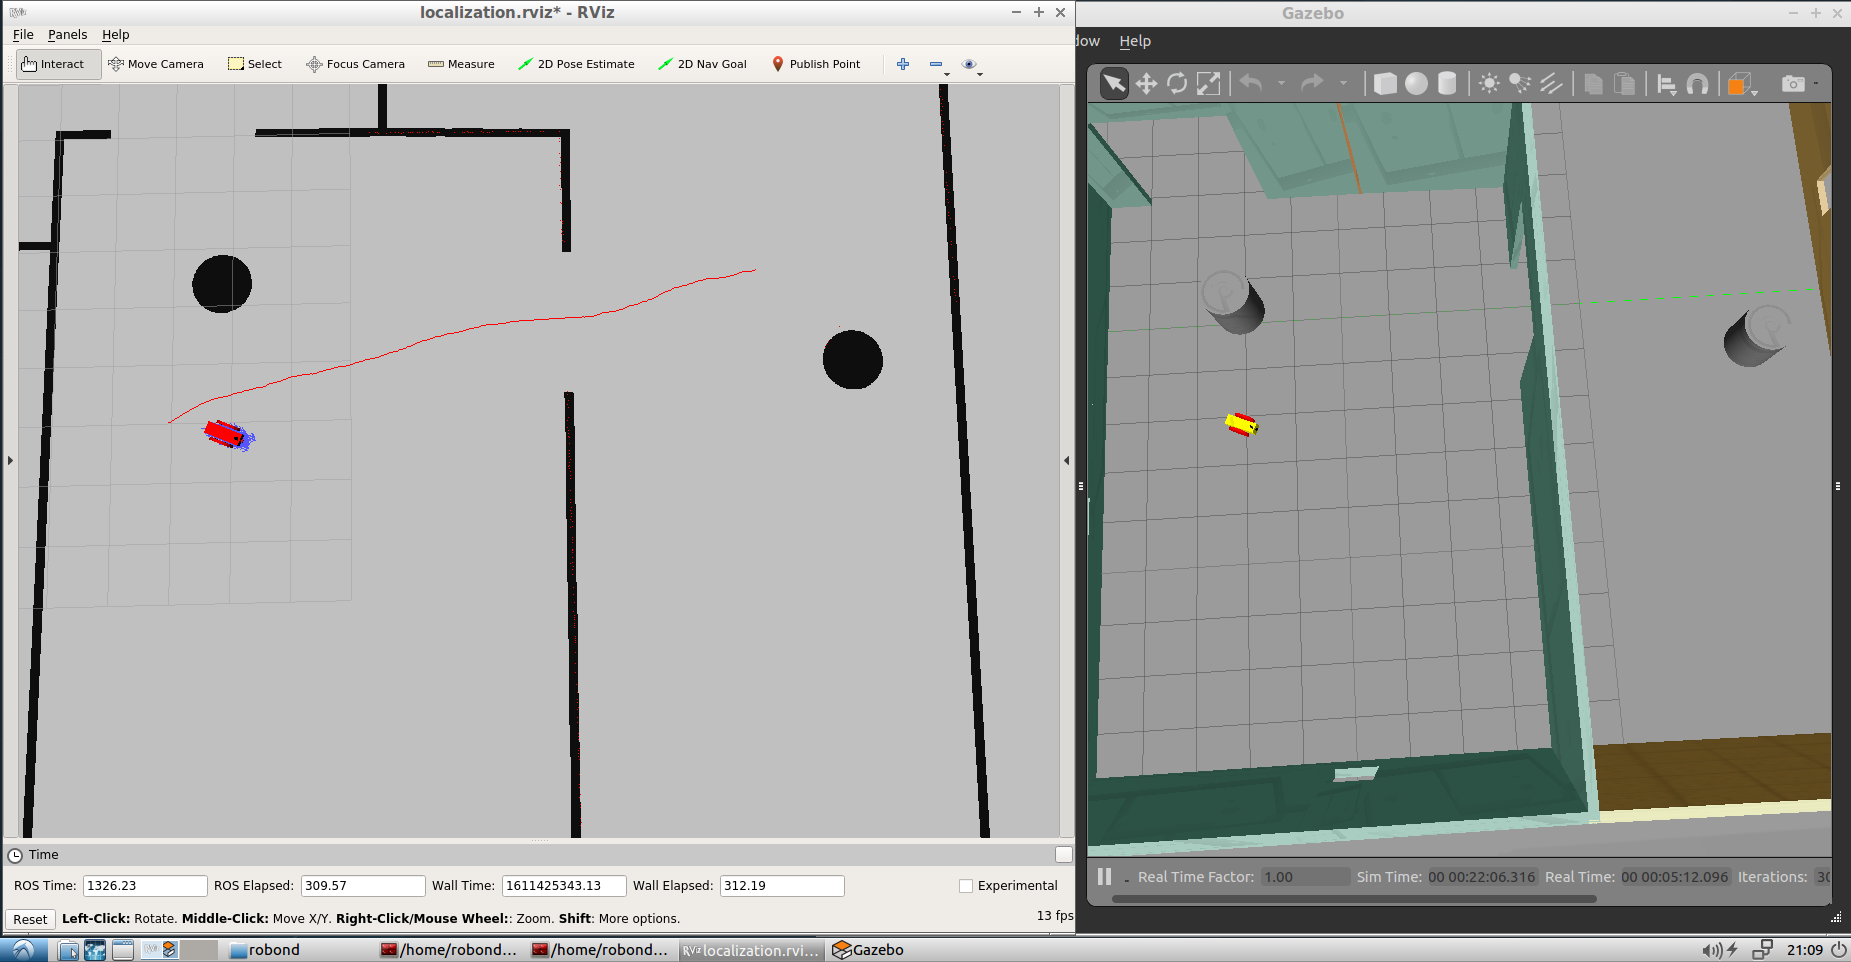 localization.rviz* - RViz
Gazebo
File Panels Help
Help
Interact Move Camera Select Focus Camera Measure 2D Pose Estimate 2D Nav Goal Publish Point
Time
ROS Time: 1326.23 ROS Elapsed: 309.57 Wall Time: 1611425343.13 Wall Elapsed: 312.19 Experimental
Real Time Factor: 1.00 Sim Time: 00 00:22:06.316 Real Time: 00 00:05:12.096 Iterations:
Reset Left-Click: Rotate. Middle-Click: Move X/Y. Right-Click/Mouse Wheel:: Zoom. Shift: More options. 13 fps
robond /home/robond... /home/robond... RViz localization.rvi... Gazebo 21:09